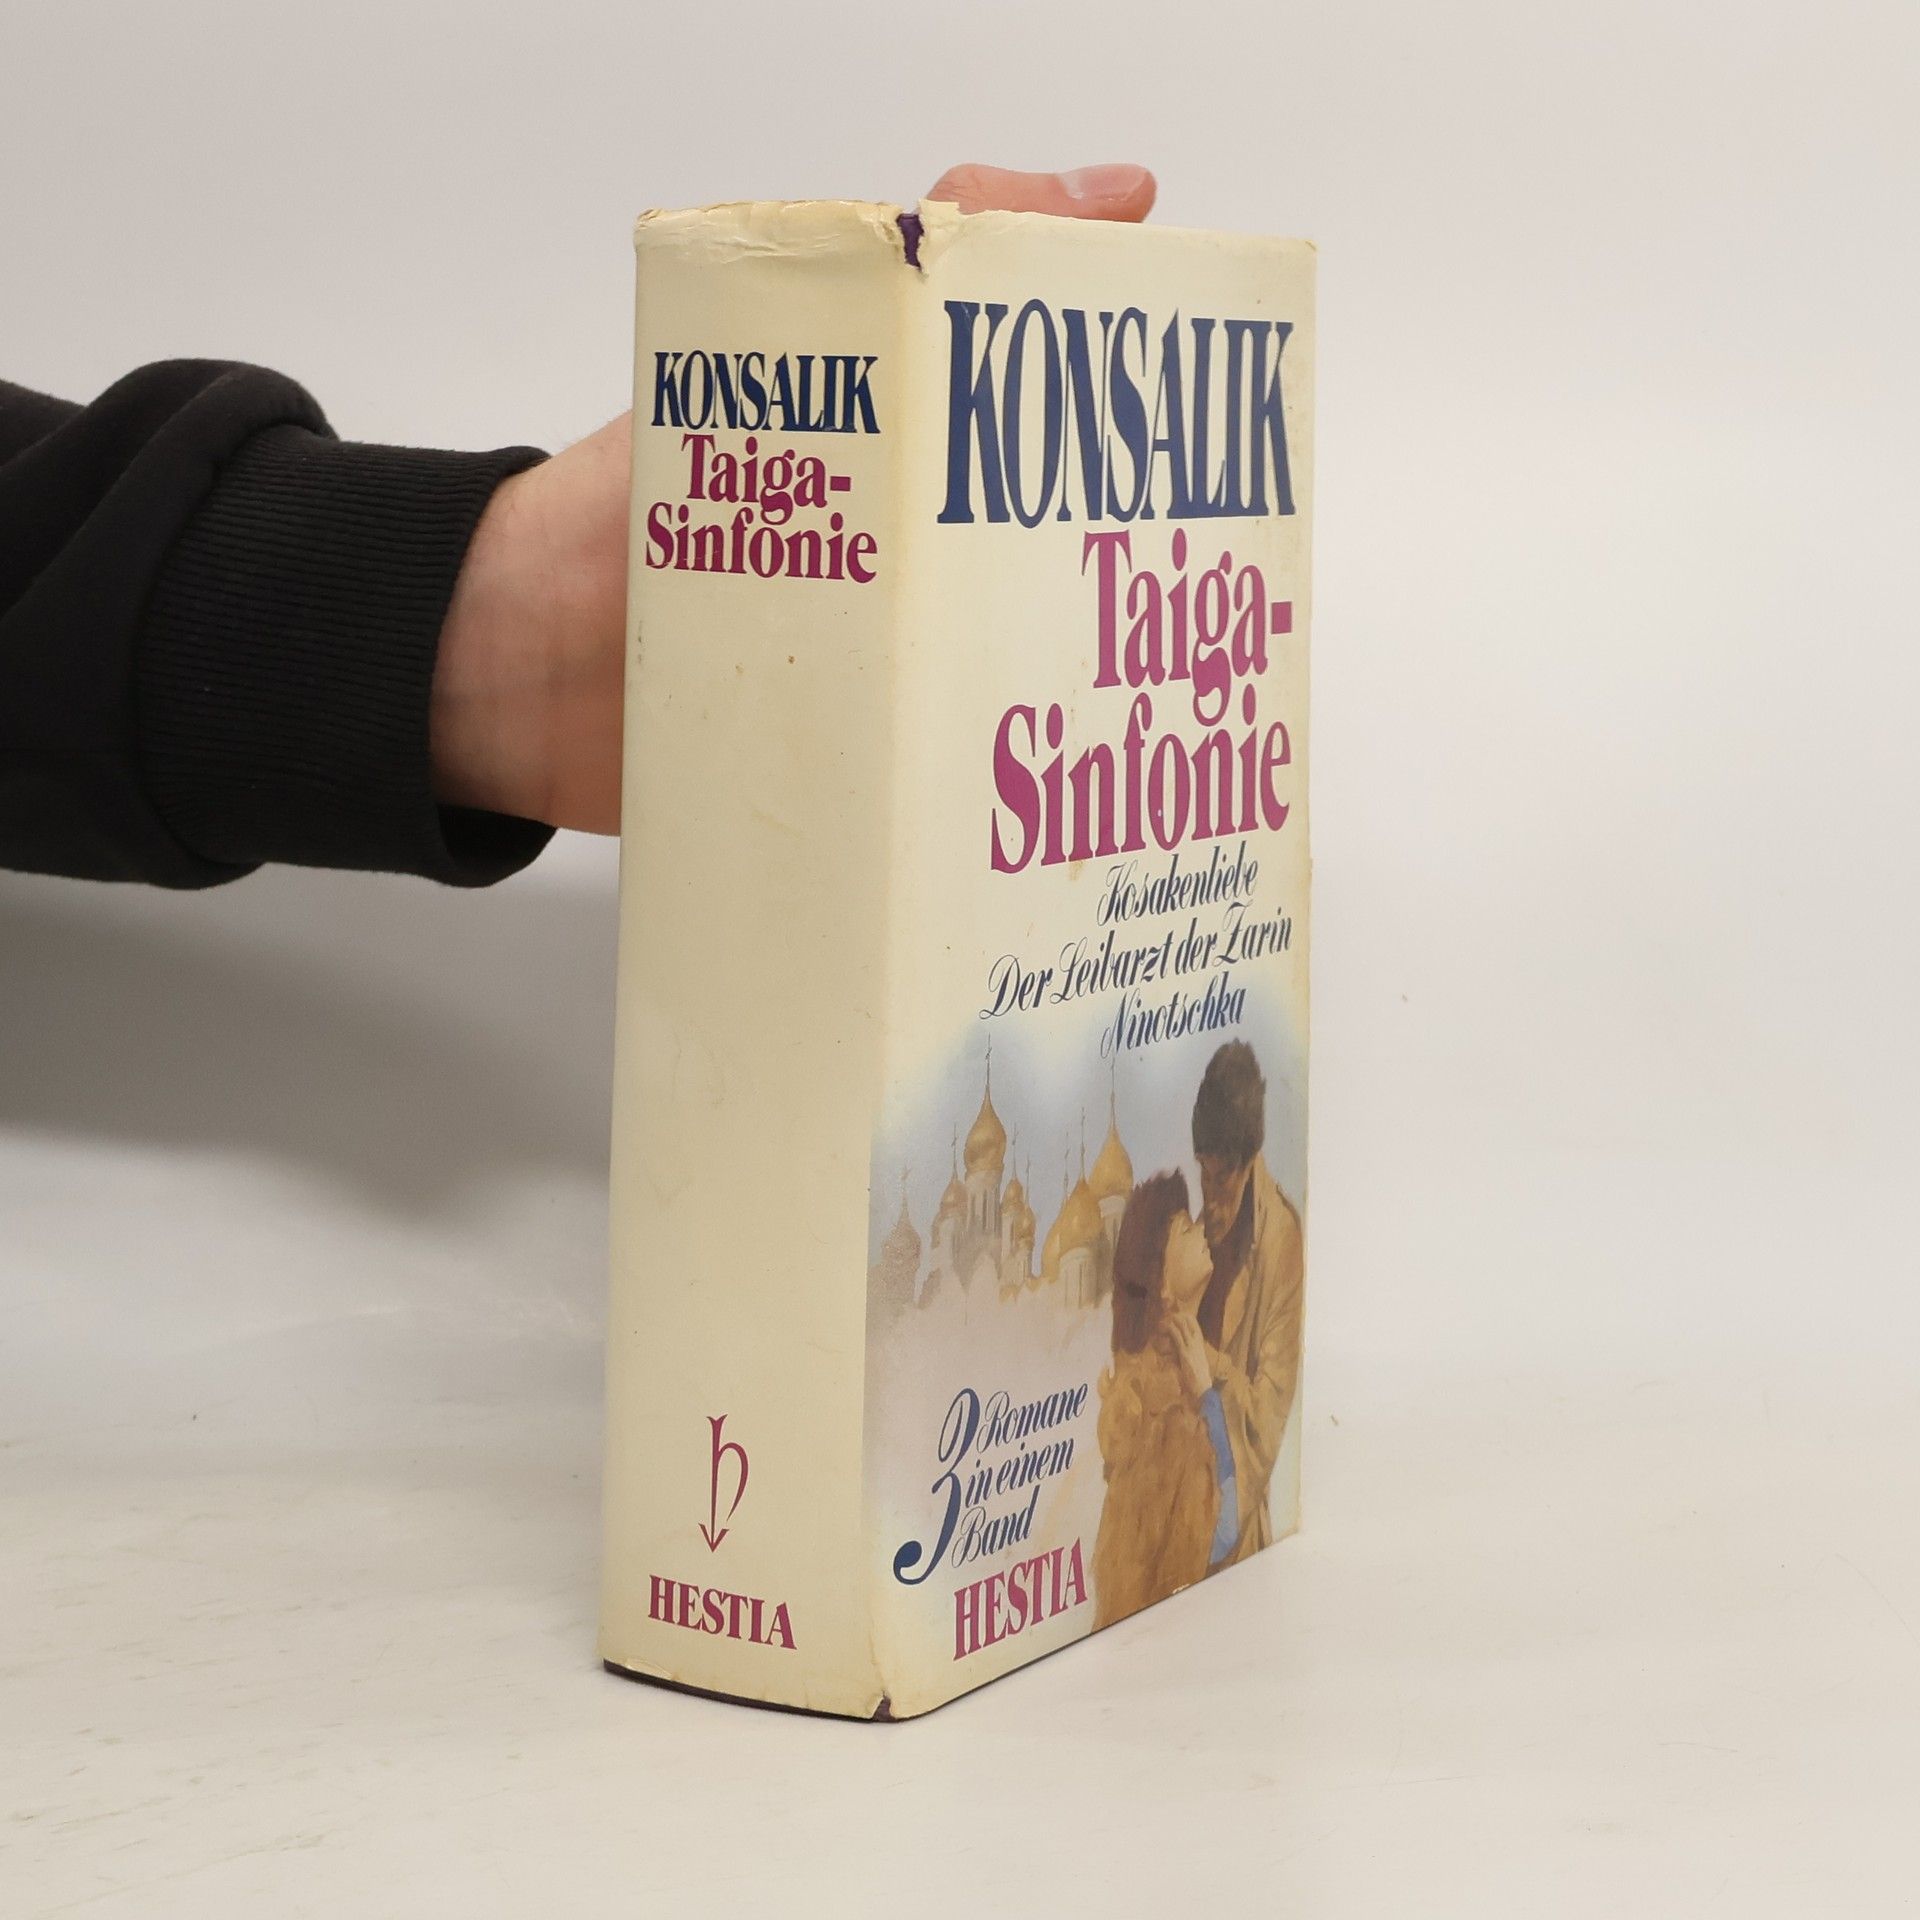 KONSALIK
Taiga-
Sinfonie
HESTIA
KONSALIK
Taiga-
Sinfonie
Kosakenliebe
Der Leibarzt der Zarin
Ninotschka
3 Romane
in einem
Band
HESTIA